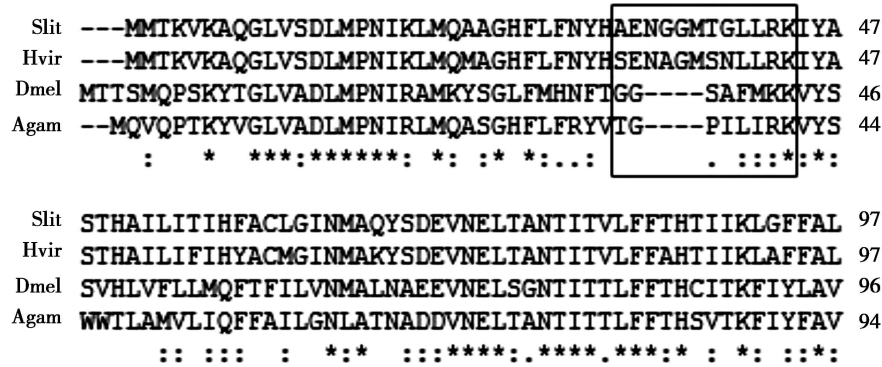 Slit ---MMTKVKAQGLVSDLMPNIKLMQAAGHFLFNYHAENGGMTGLLRKIYA 47
Hvir ---MMTKVKAQGLVSDLMPNIKLMQMAGHFLFNYHSENAGMSNLLRKIYA 47
Dmel MTTSMQPSKYTGLVADLMPNIRAMKYSGLFMHNFTGG----SAFMKKVYS 46
Agam --MQVQPTKYVGLVADLMPNIRLMQASGHFLFRYVTG----PILIRKVYS 44
: * ***:******: *: :* *:..: . :::*:*:
Slit STHAILITIHFACLGINMAQYSDEVNELTANTITVLFFTHTIIKLGFFAL 97
Hvir STHAILIFIHYACMGINMAKYSDEVNELTANTITVLFFAHTIIKLAFFAL 97
Dmel SVHLVFLLMQFTFILVNMALNAEEVNELSGNTITTLFFTHCITKFIYLAV 96
Agam WWTLAMVLIQFFAILGNLATNADDVNELTANTITTLFFTHSVTKFIYFAV 94
:: ::: : *:* :::****:.****.***:* : *: ::*: